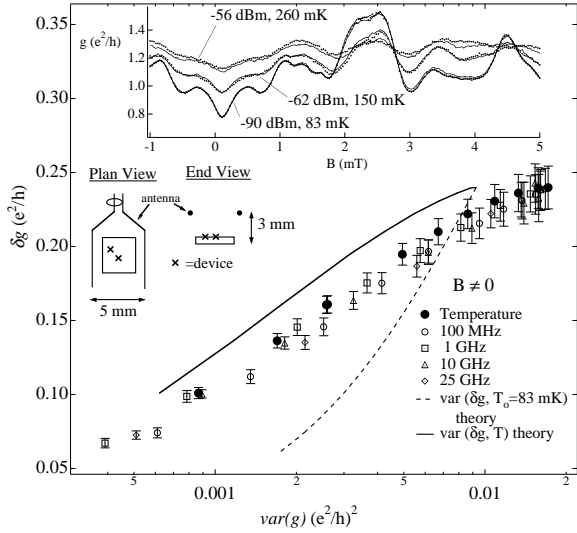 0.35
0.30
0.25
0.20
0.15
0.10
0.05
δg (e²/h)
g (e²/h)
1.4
1.2
1.0
0.8
-56 dBm, 260 mK
-62 dBm, 150 mK
-90 dBm, 83 mK
-1
0
1
2
3
4
5
B (mT)
Plan View
End View
antenna
3 mm
×=device
5 mm
B ≠ 0
Temperature
100 MHz
1 GHz
10 GHz
25 GHz
var (δg, Tₒ=83 mK)
theory
var (δg, T) theory
5
0.001
2
5
0.01
var(g) (e²/h)²